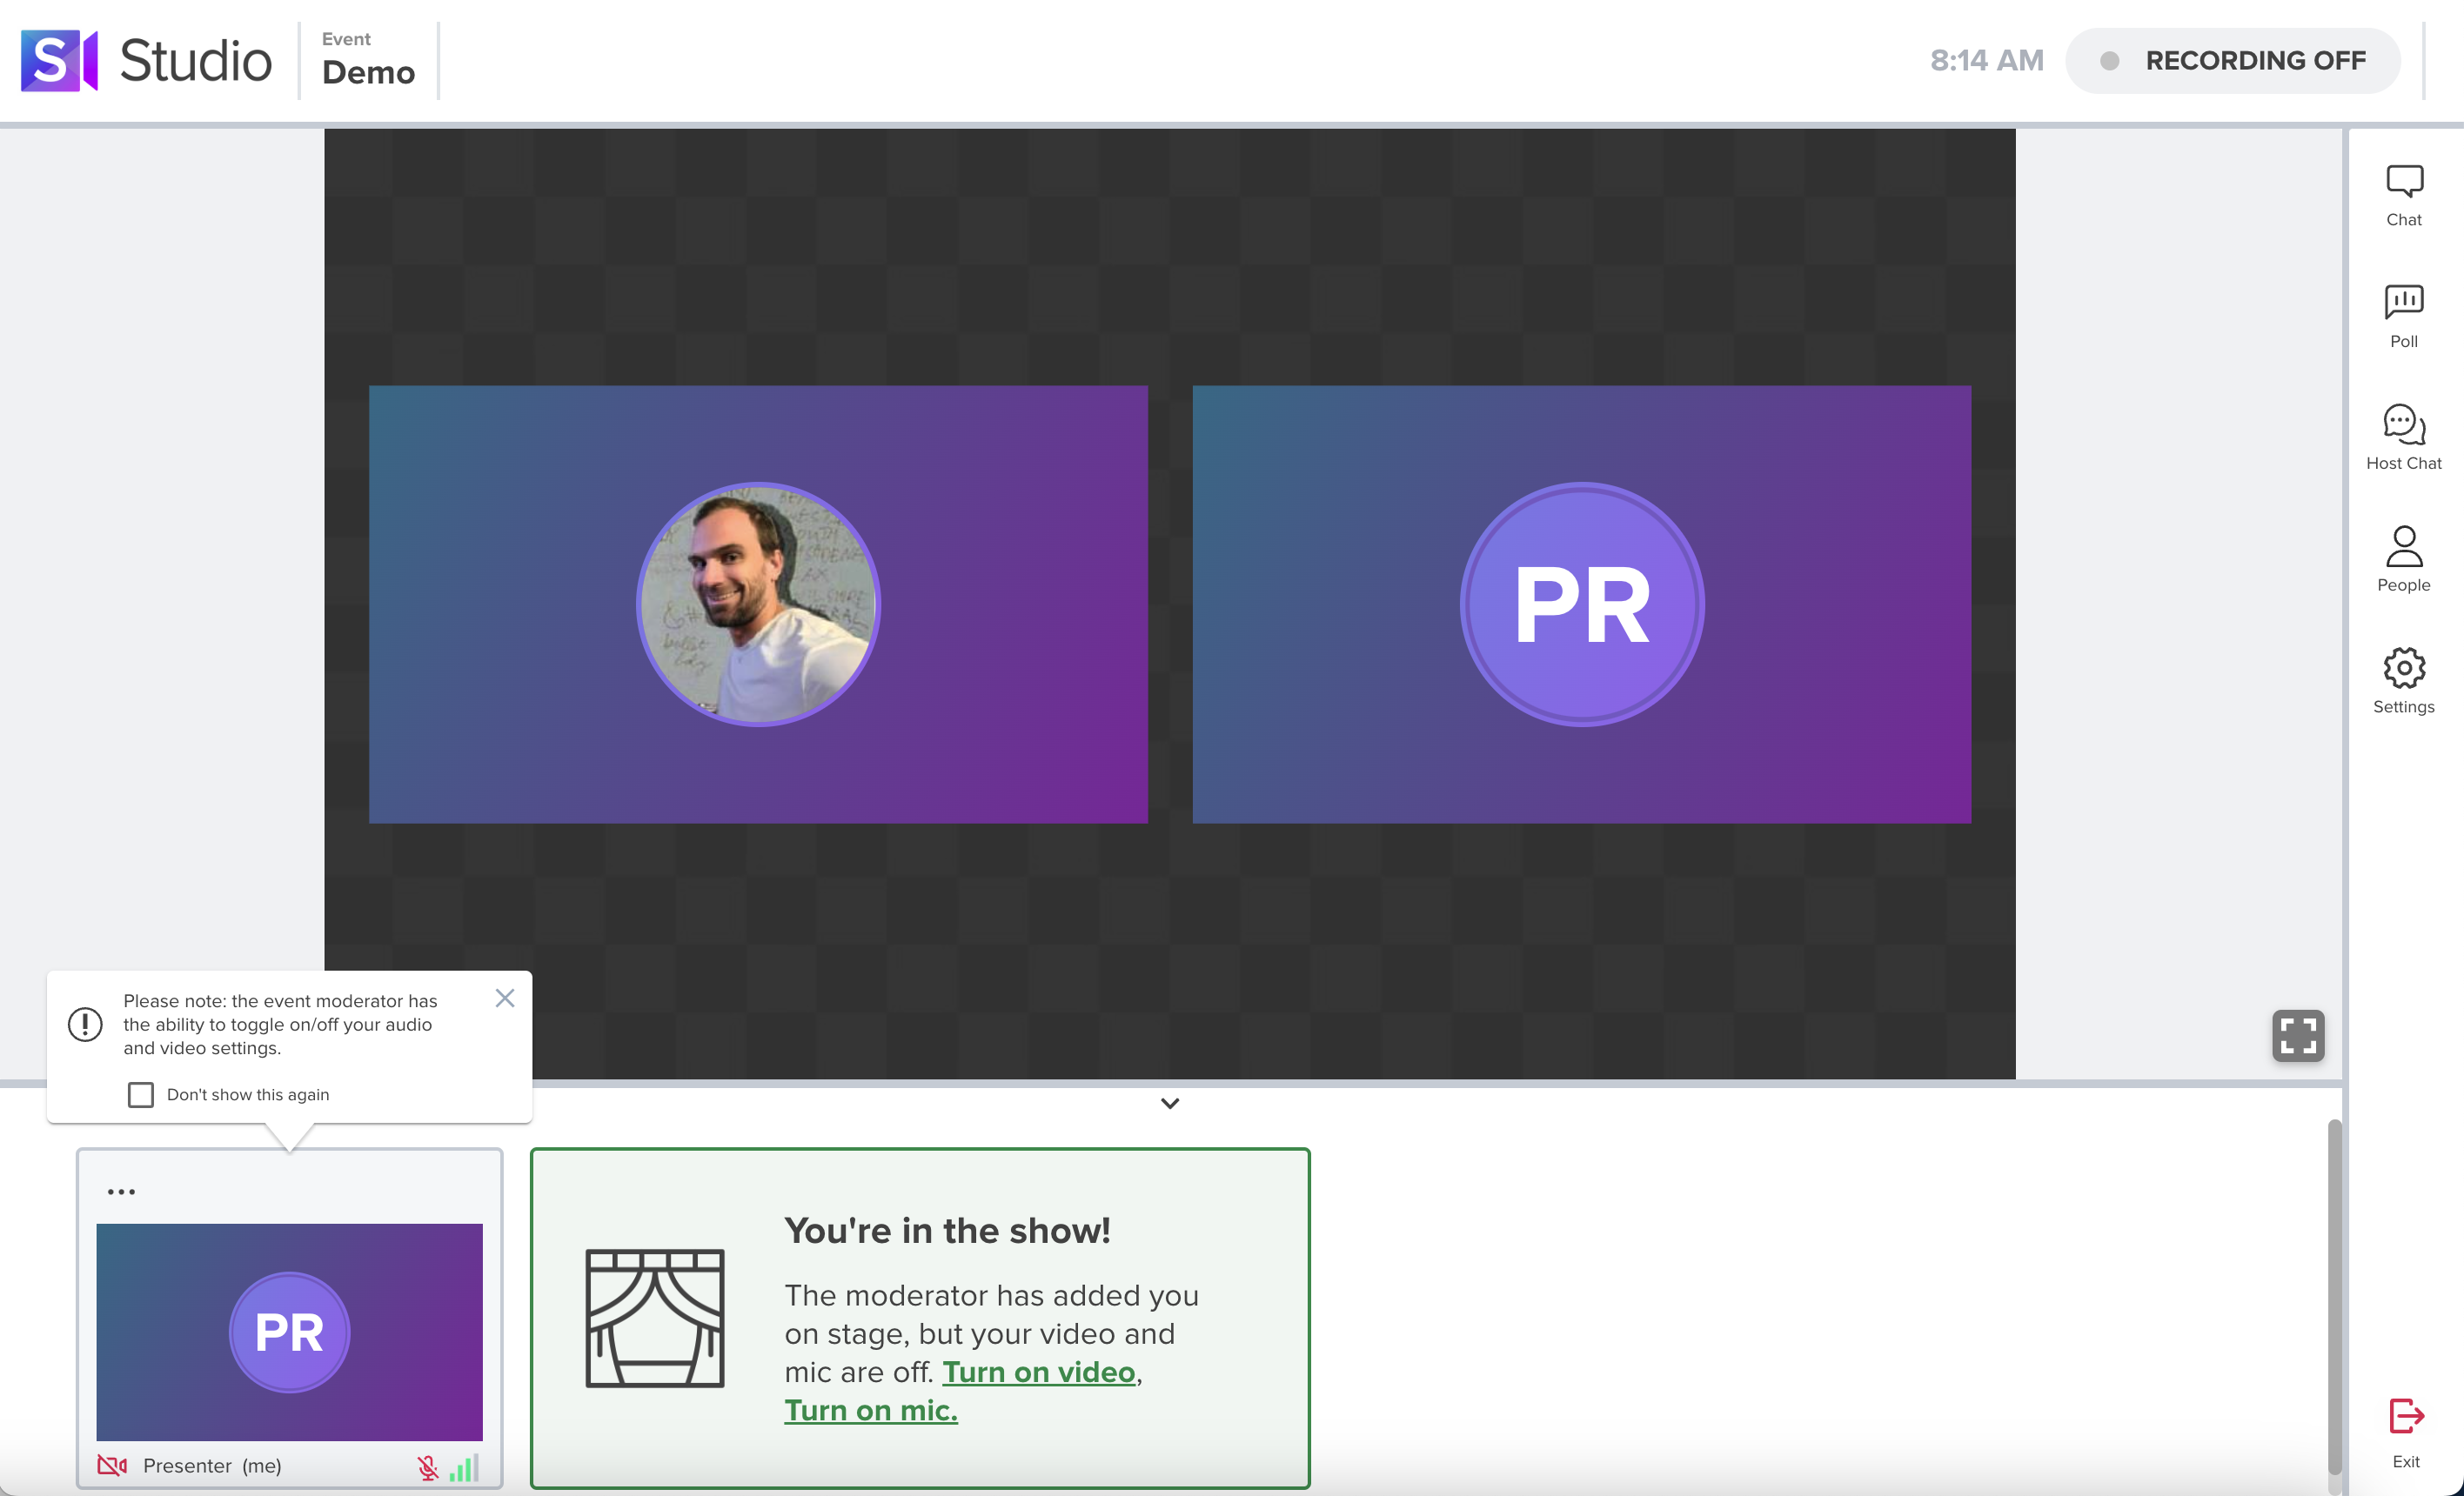 S Studio
Event
Demo
8:14 AM
RECORDING OFF
Chat
Poll
Host Chat
People
Settings
PR
Please note: the event moderator has
the ability to toggle on/off your audio
and video settings.
Don't show this again
PR
Presenter (me)
You're in the show!
The moderator has added you
on stage, but your video and
mic are off. Turn on video,
Turn on mic.
Exit